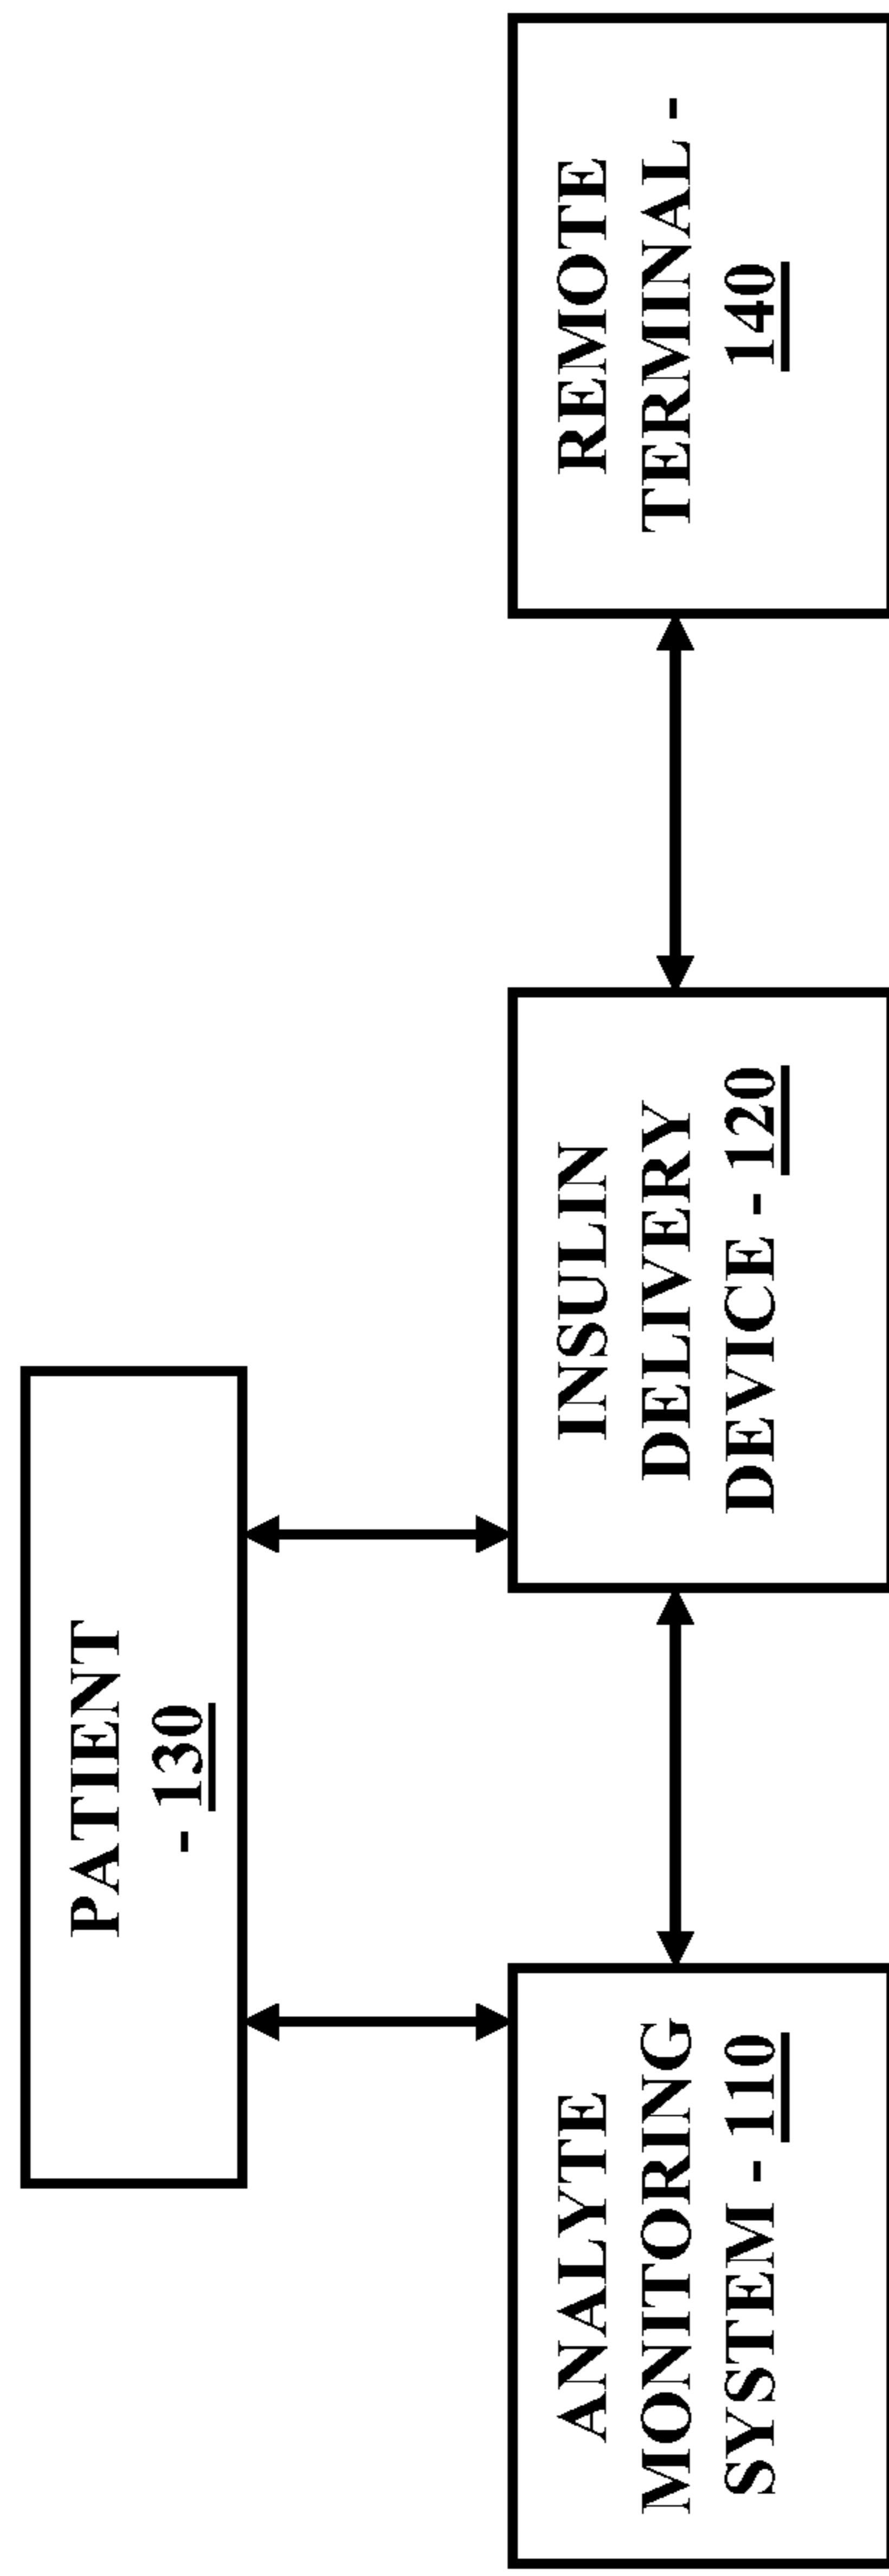 PATIENT
- 130
ANALYTE
MONITORING
SYSTEM - 110
INSULIN
DELIVERY
DEVICE - 120
REMOTE
TERMINAL -
140